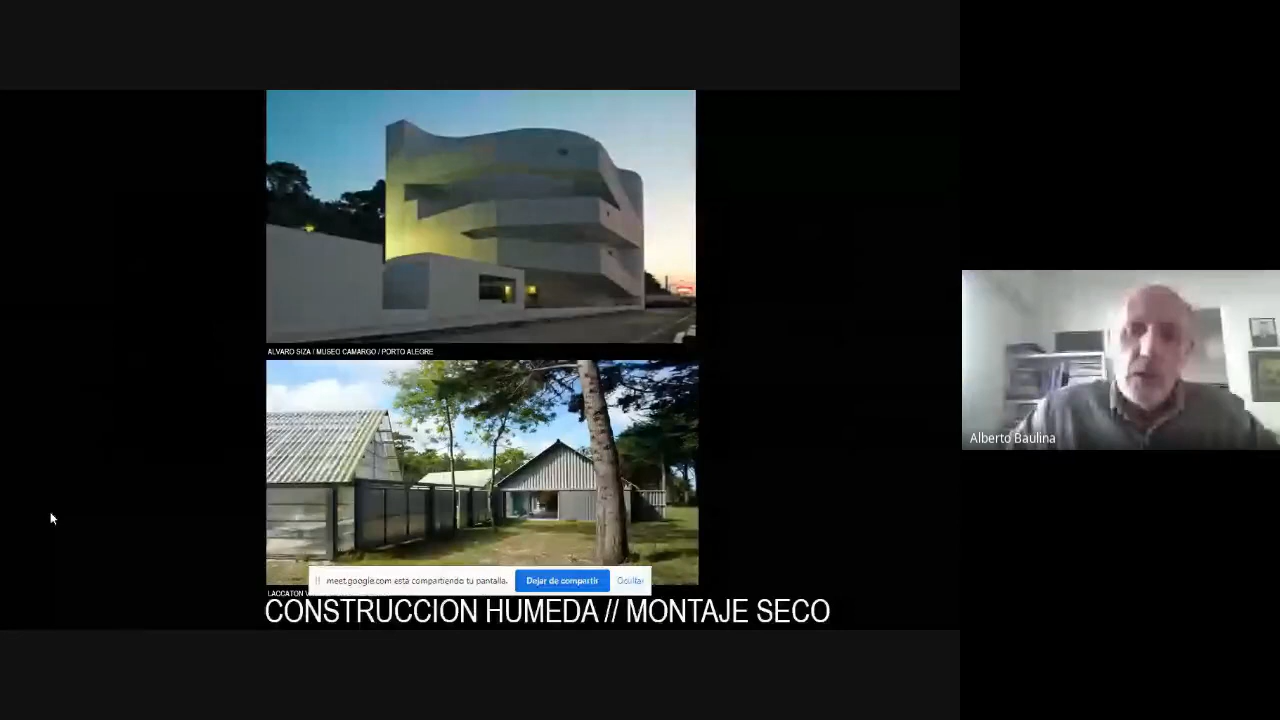 ALVARO SIZA / MUSEO CAMARGO / PORTO ALEGRE
Alberto Baulina
meet.google.com está compartiendo tu pantalla.
Dejar de compartir
Ocultar
LACCATON
CONSTRUCCION HUMEDA // MONTAJE SECO